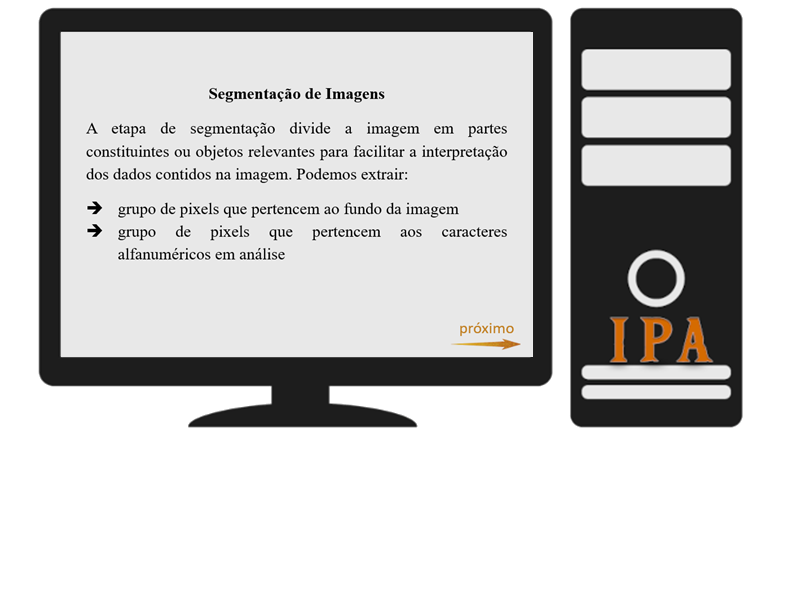 Segmentação de Imagens
A etapa de segmentação divide a imagem em partes
constituintes ou objetos relevantes para facilitar a interpretação
dos dados contidos na imagem. Podemos extrair:
➔ grupo de pixels que pertencem ao fundo da imagem
➔ grupo de pixels que pertencem aos caracteres
alfanuméricos em análise
próximo
IPA